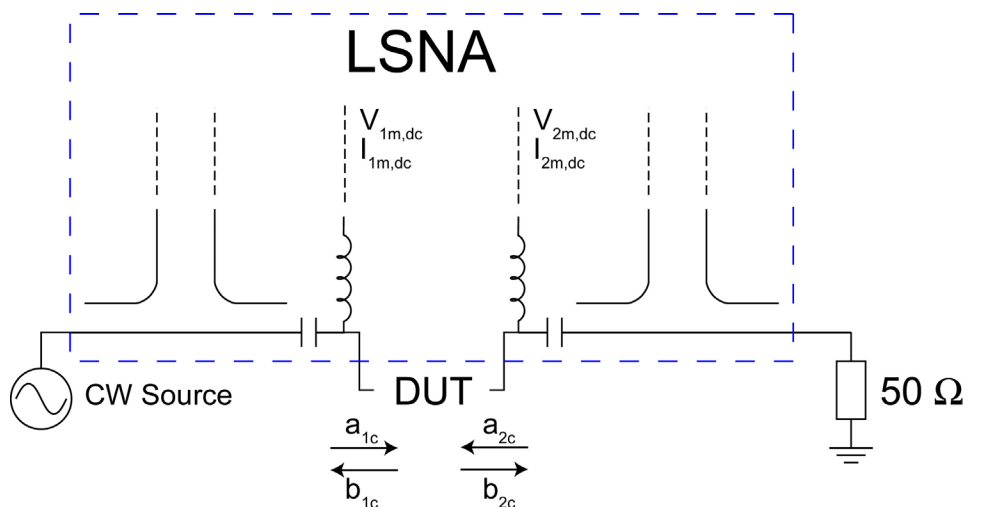 LSNA
V1m,dc
I1m,dc
V2m,dc
I2m,dc
CW Source
DUT
50 Ω
a1c
a2c
b1c
b2c